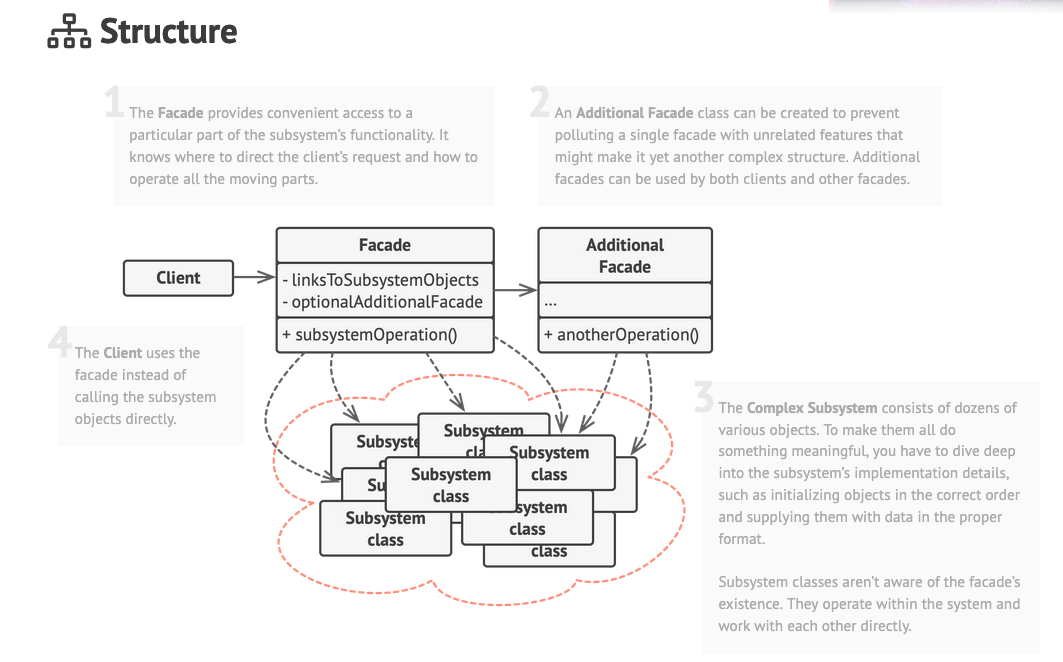 Structure
1
The Facade provides convenient access to a
particular part of the subsystem's functionality. It
knows where to direct the client's request and how to
operate all the moving parts.
2
An Additional Facade class can be created to prevent
polluting a single facade with unrelated features that
might make it yet another complex structure. Additional
facades can be used by both clients and other facades.
Client
Facade
- linksToSubsystemObjects
- optionalAdditionalFacade
+ subsystemOperation()
Additional
Facade
...
+ anotherOperation()
4
The Client uses the
facade instead of
calling the subsystem
objects directly.
3
The Complex Subsystem consists of dozens of
various objects. To make them all do
something meaningful, you have to dive deep
into the subsystem's implementation details,
such as initializing objects in the correct order
and supplying them with data in the proper
format.
Subsystem classes aren't aware of the facade's
existence. They operate within the system and
work with each other directly.
Subsystem
Subsystem
class
Subsystem
class
Subsystem
class
class